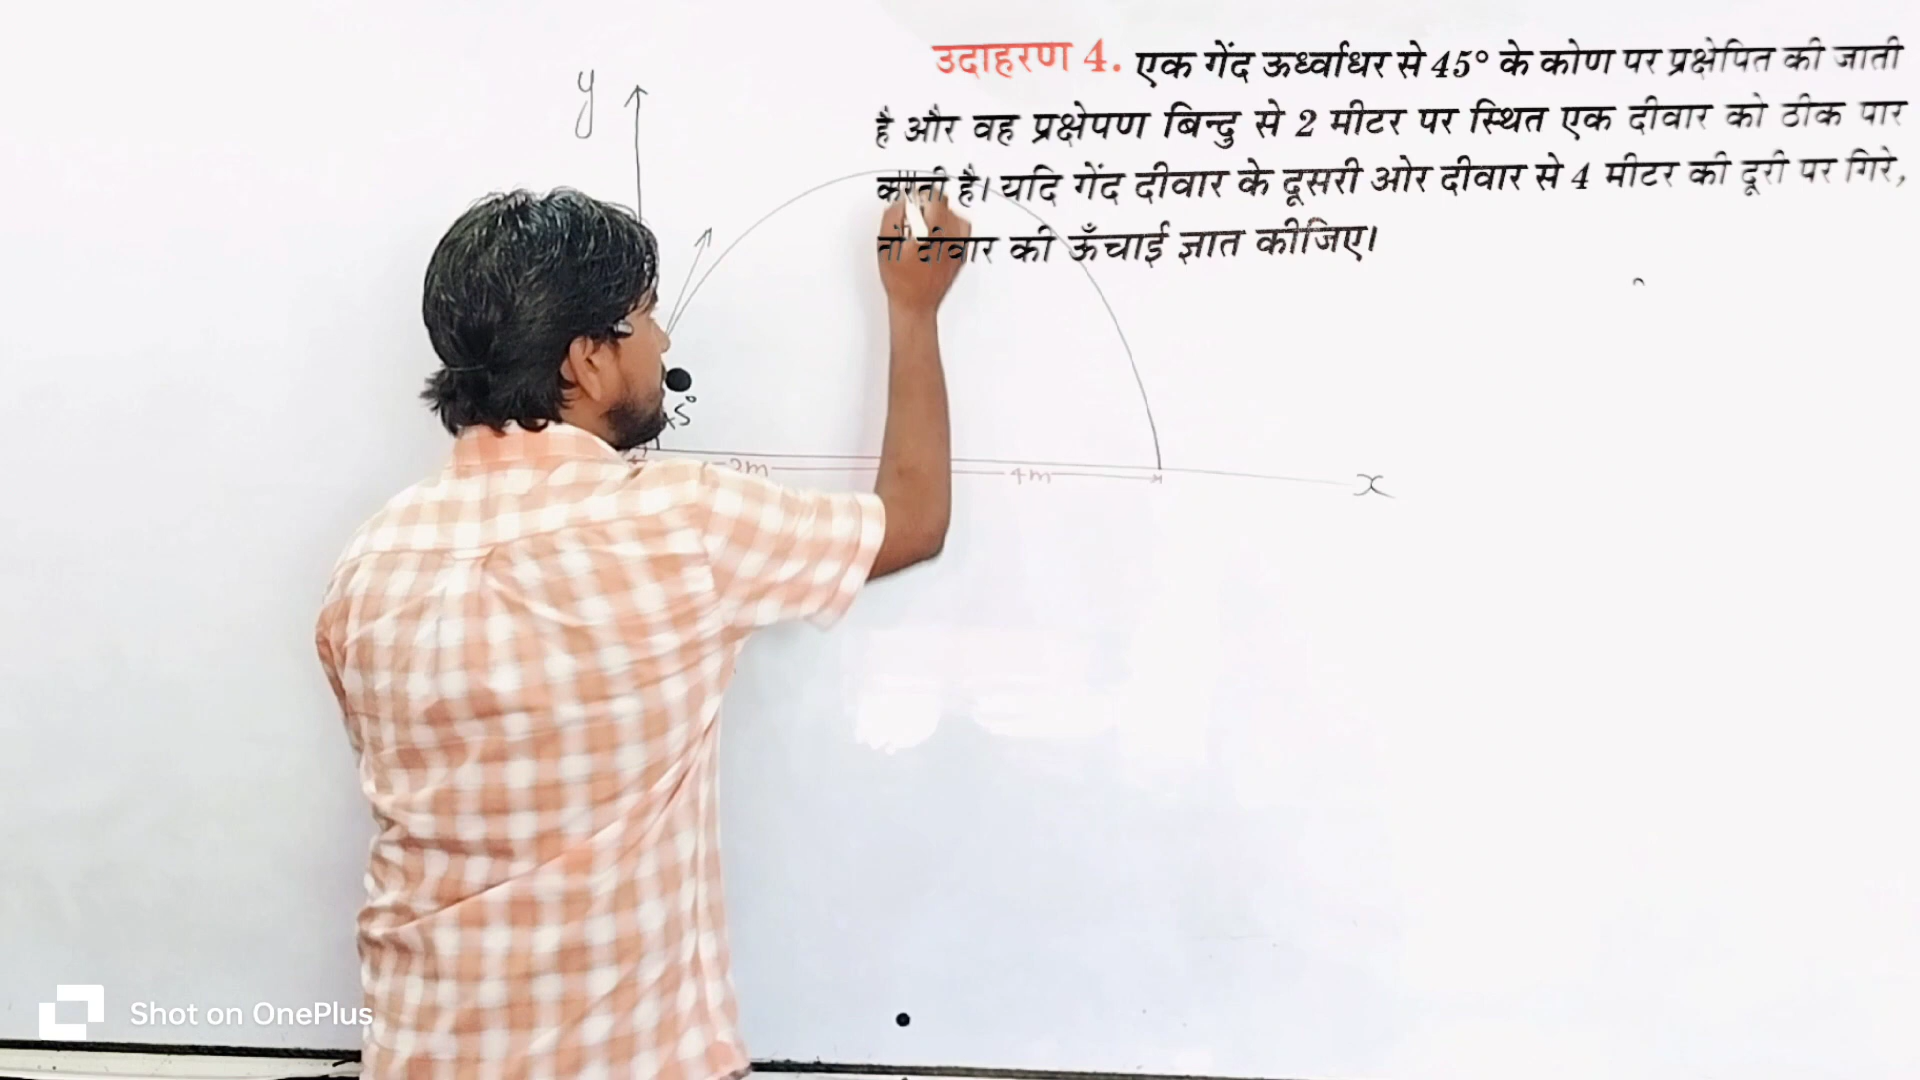 उदाहरण 4. एक गेंद ऊर्ध्वाधर से 45° के कोण पर प्रक्षेपित की जाती
है और वह प्रक्षेपण बिन्दु से 2 मीटर पर स्थित एक दीवार को ठीक पार
करती है। यदि गेंद दीवार के दूसरी ओर दीवार से 4 मीटर की दूरी पर गिरे,
तो दीवार की ऊँचाई ज्ञात कीजिए।
y
2m
4m
x
Shot on OnePlus